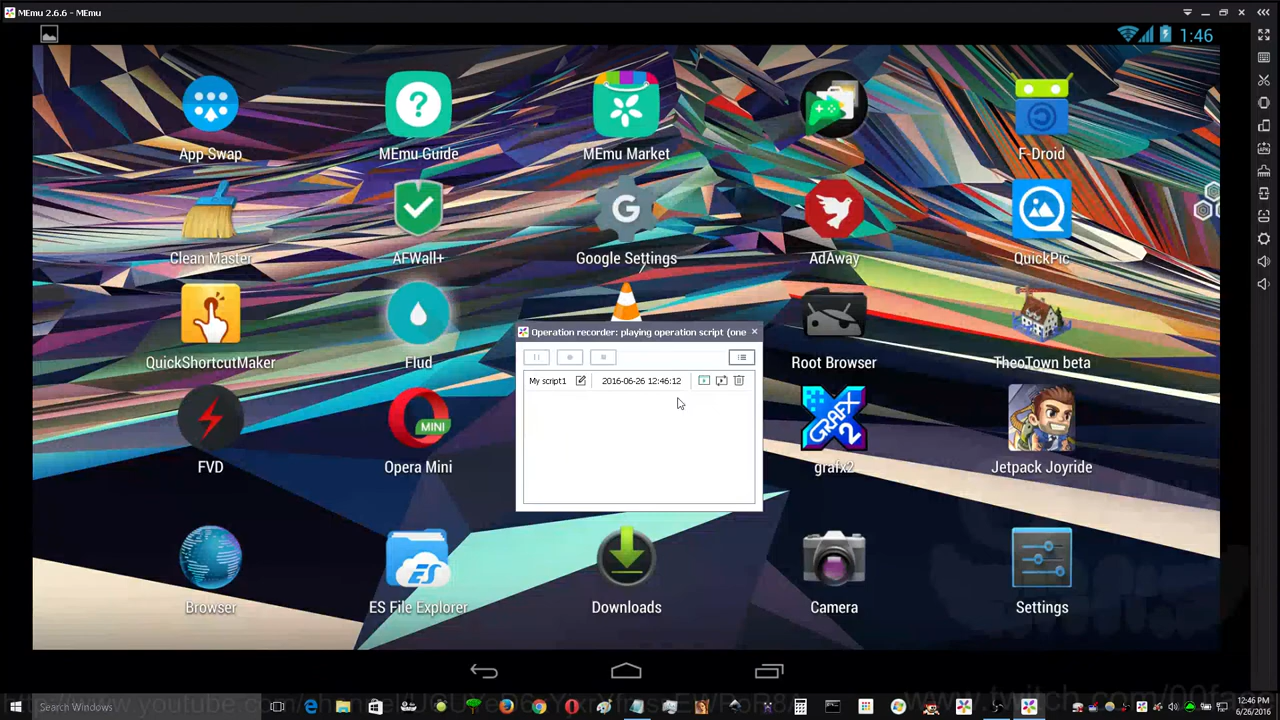 MEmu 2.6.6 - MEmu
1:46
App Swap
MEmu Guide
MEmu Market
F-Droid
Clean Master
AFWall+
Google Settings
AdAway
QuickPic
Operation recorder: playing operation script (one
My script1
2016-06-26 12:46:12
QuickShortcutMaker
Flud
Root Browser
TheoTown beta
GRAFX2
MINI
FVD
Opera Mini
grafx2
Jetpack Joyride
ES
Browser
ES File Explorer
Downloads
Camera
Settings
Search Windows
12:46 PM
6/26/2016